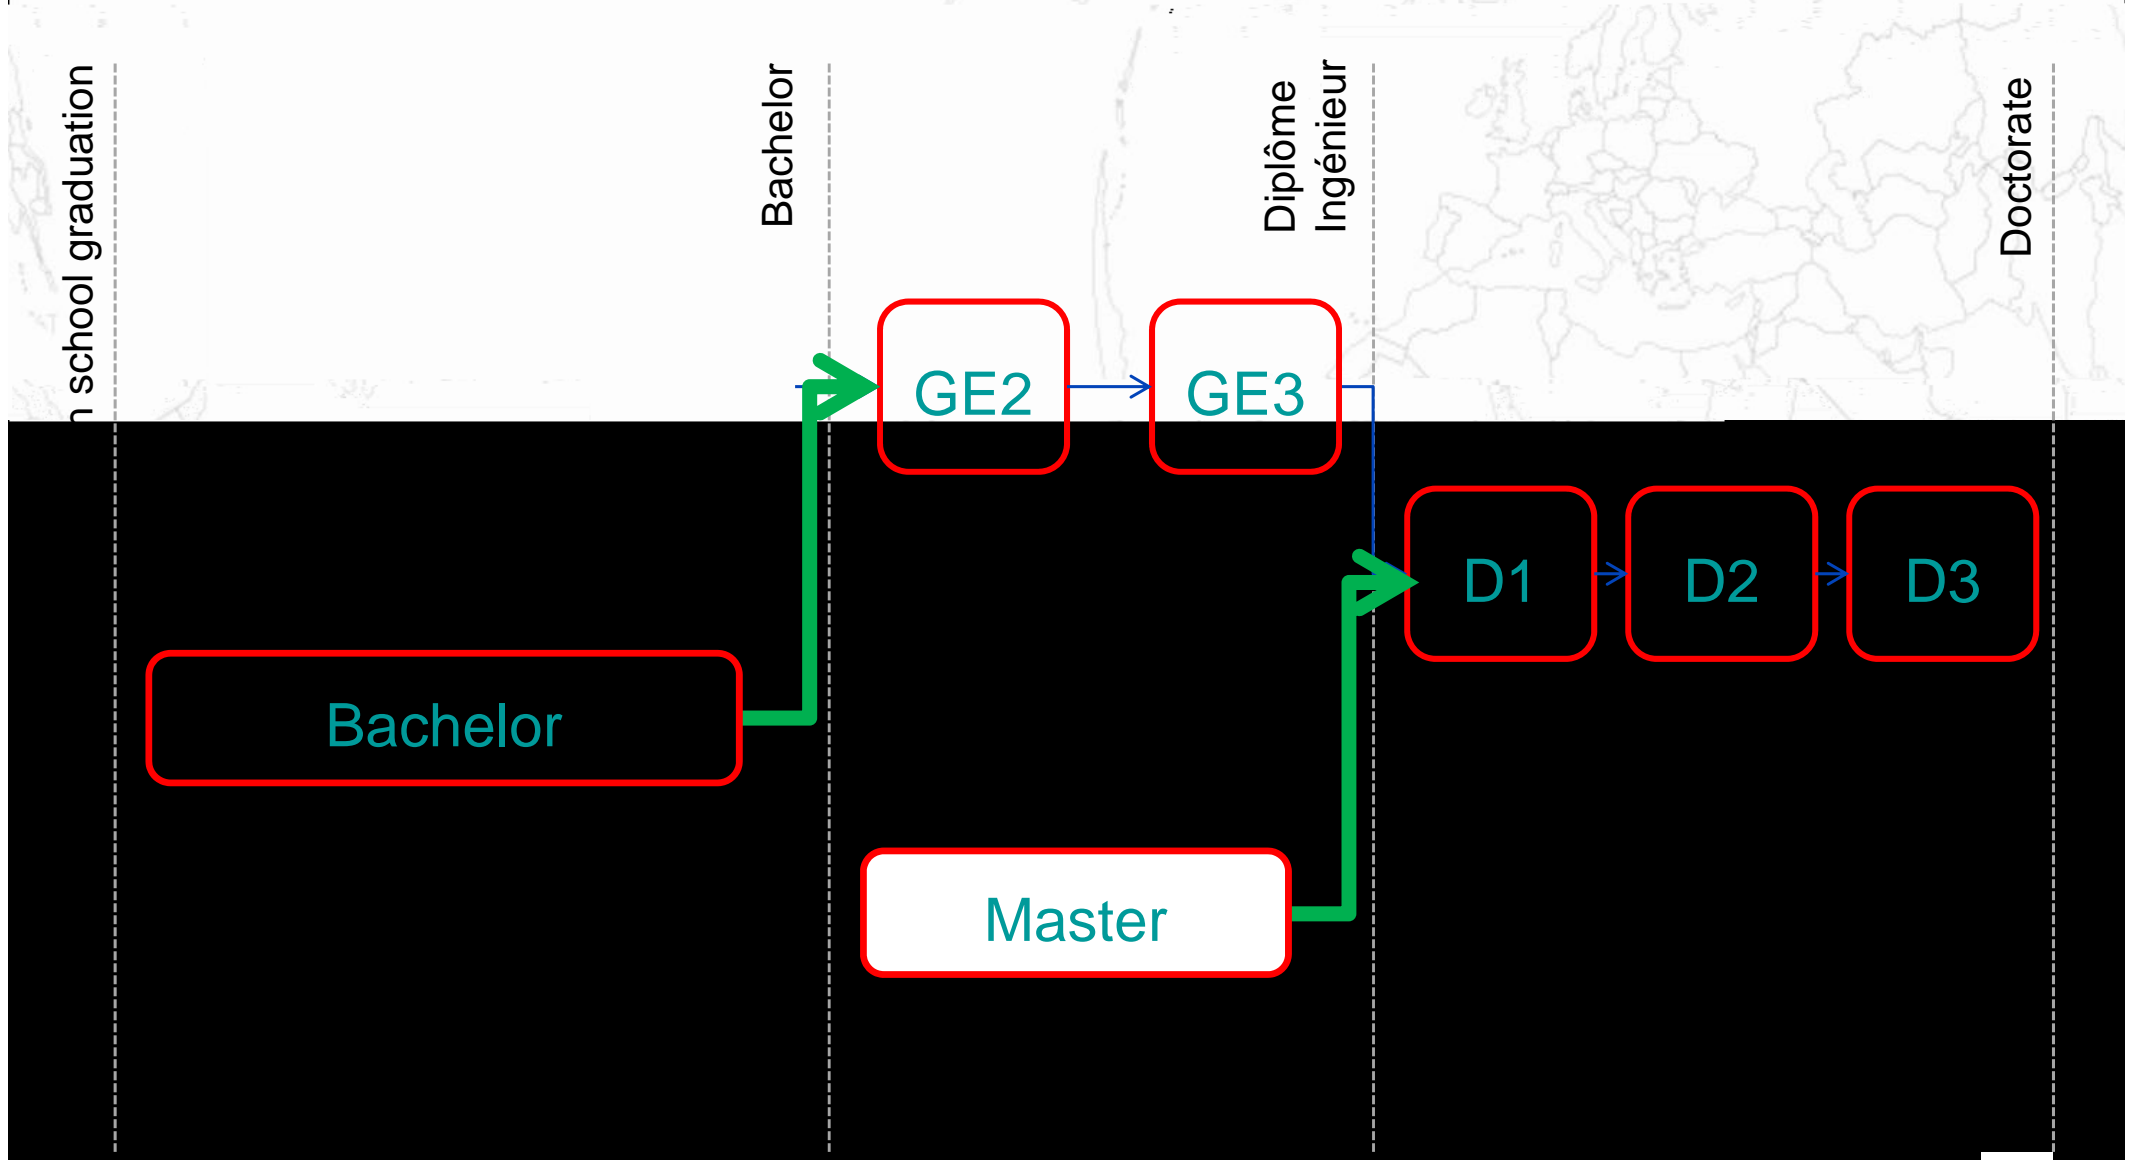 school graduation
Bachelor
Diplôme
Ingénieur
Doctorate
GE2
GE3
D1
D2
D3
Bachelor
Master